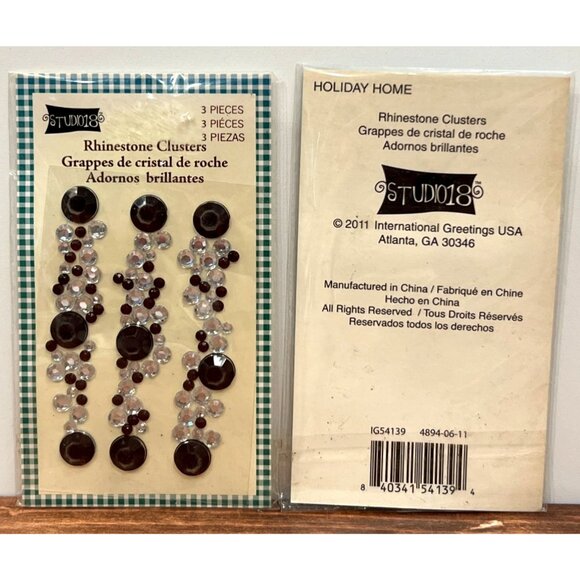 STUDIO18
3 PIECES
3 PIÉCES
3 PIEZAS
Rhinestone Clusters
Grappes de cristal de roche
Adornos brillantes
HOLIDAY HOME
Rhinestone Clusters
Grappes de cristal de roche
Adornos brillantes
STUDIO18™
© 2011 International Greetings USA
Atlanta, GA 30346
Manufactured in China / Fabriqué en Chine
Hecho en China
All Rights Reserved / Tous Droits Réservés
Reservados todos los derechos
IG54139 4894-06-11
8 40341 54139 4